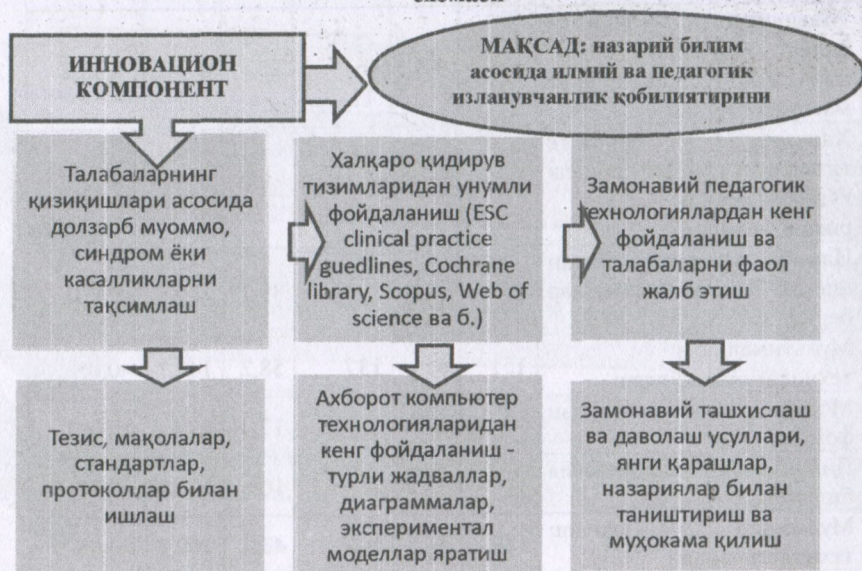 ИННОВАЦИОН
КОМПОНЕНТ
МАҚСАД: назарий билим
асосида илмий ва педагогик
изланувчанлик қобилиятирини
Талабаларнинг
қизиқишлари асосида
долзарб муоммо,
синдром ёки
касалликларни
тақсимлаш
Халқаро қидирув
тизимларидан унумли
фойдаланиш (ESC
clinical practice
guedlines, Cochrane
library, Scopus, Web of
science ва б.)
Замонавий педагогик
технологиялардан кенг
фойдаланиш ва
талабаларни фаол
жалб этиш
Тезис, мақолалар,
стандартлар,
протоколлар билан
ишлаш
Ахборот компьютер
технологияларидан
кенг фойдаланиш -
турли жадваллар,
диаграммалар,
экспериментал
моделлар яратиш
Замонавий ташхислаш
ва даволаш усуллари,
янги қарашлар,
назариялар билан
таништириш ва
муҳокама қилиш